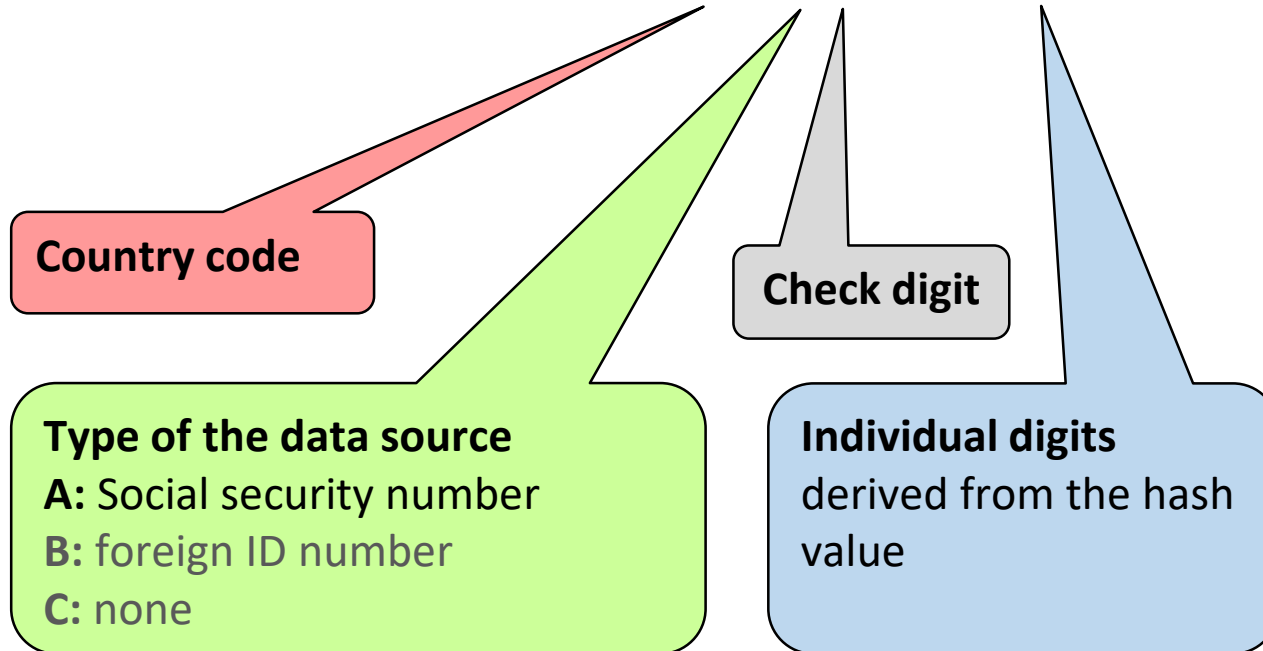 Country code
Check digit
Type of the data source
A: Social security number
B: foreign ID number
C: none
Individual digits
derived from the hash
value